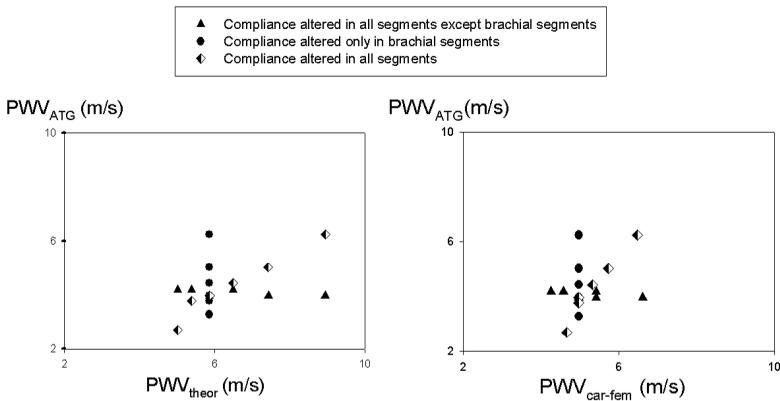 Compliance altered in all segments except brachial segments
Compliance altered only in brachial segments
Compliance altered in all segments
PWV_ATG (m/s)
10
6
2
2 6 10
PWV_theor (m/s)
PWV_ATG (m/s)
10
6
2
2 6 10
PWV_car-fem (m/s)